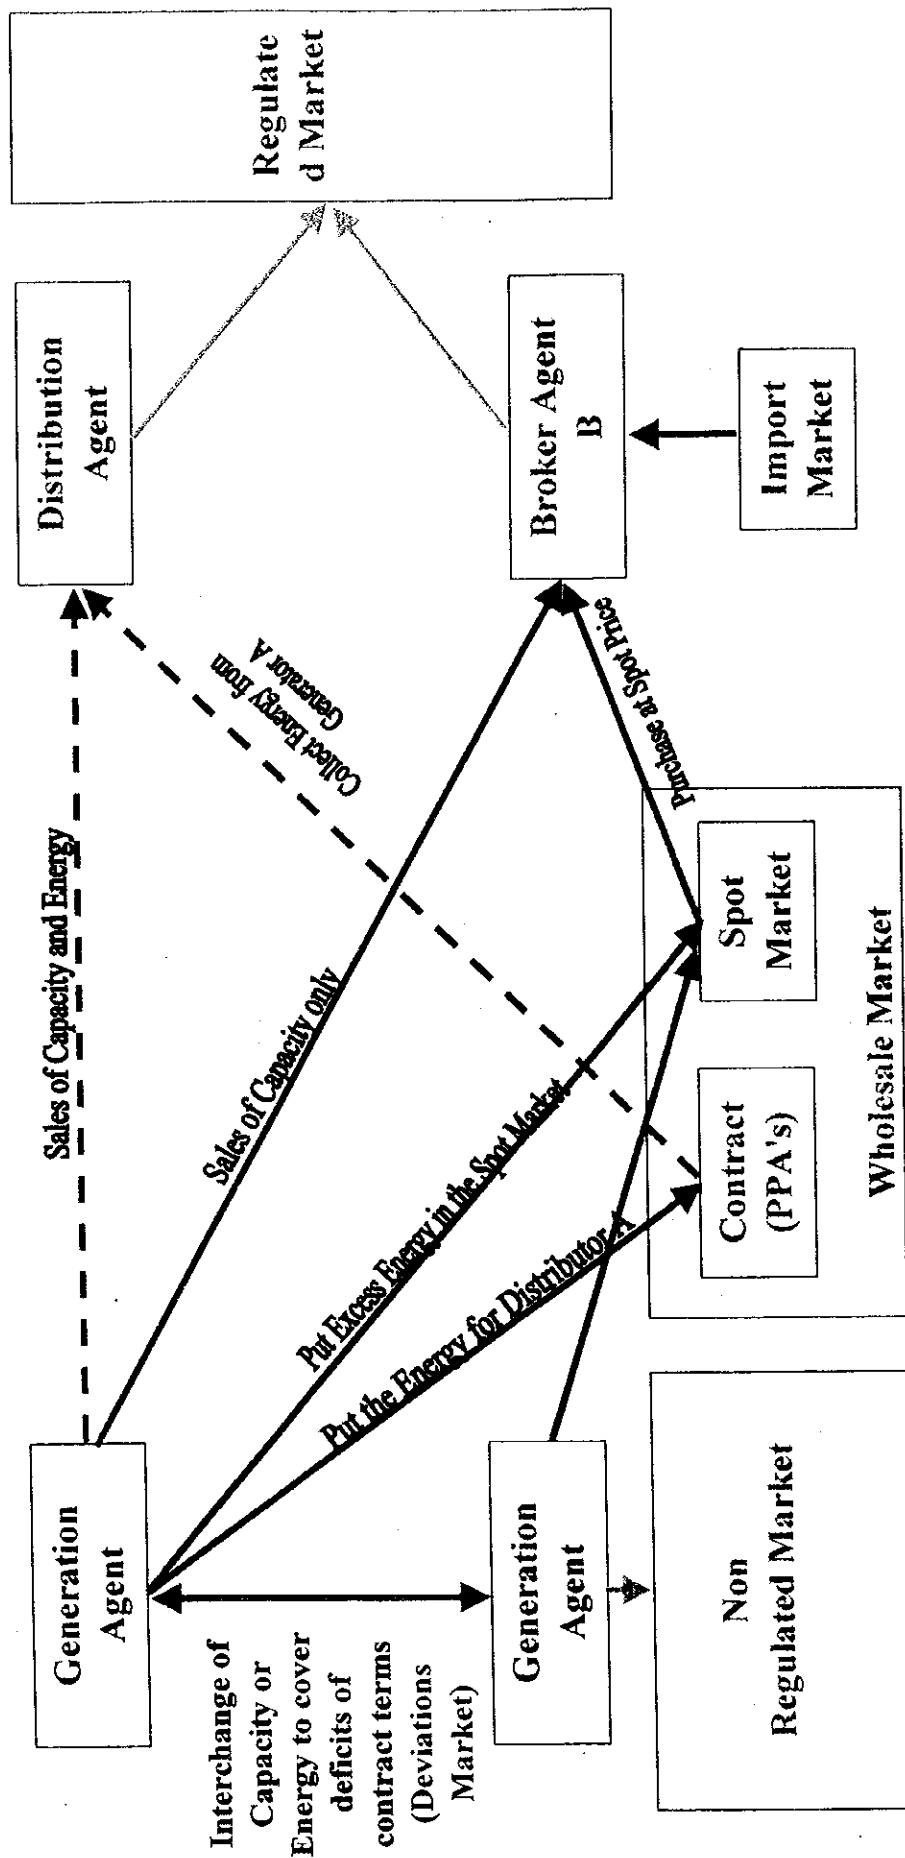 Generation
Agent
Sales of Capacity and Energy
Distribution
Agent
Regulate
d Market
Collect Energy from
Generator A
Sales of Capacity only
Put Excess Energy in the Spot Market
Put the Energy for Distributor A
Interchange of
Capacity or
Energy to cover
deficits of
contract terms
(Deviations
Market)
Generation
Agent
Broker Agent
B
Purchase at Spot Price
Contract
(PPA's)
Spot
Market
Wholesale Market
Import
Market
Non
Regulated Market